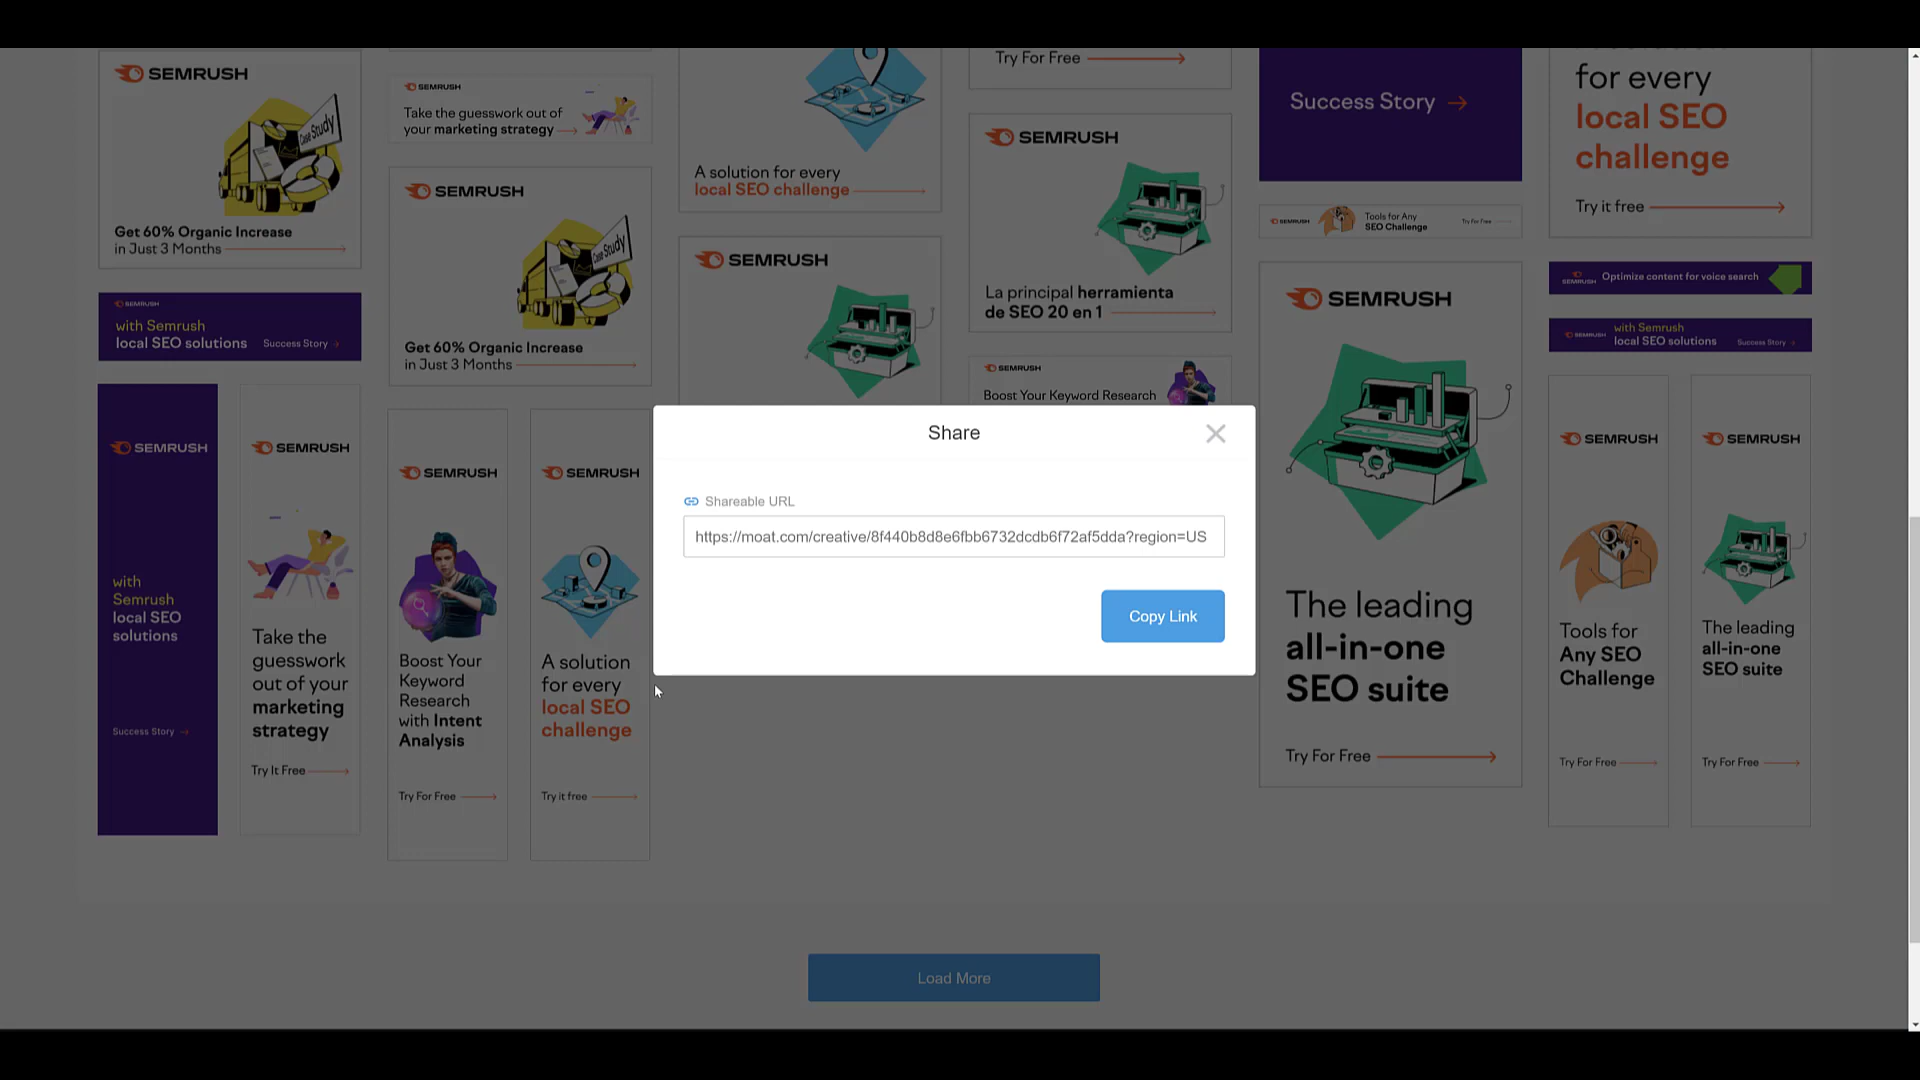 SEMRUSH
Get 60% Organic Increase
in Just 3 Months
SEMRUSH
with Semrush
local SEO solutions
Success Story
SEMRUSH
with
Semrush
local SEO
solutions
Success Story
SEMRUSH
Take the
guesswork
out of your
marketing
strategy
Try It Free
SEMRUSH
Take the guesswork out of
your marketing strategy
SEMRUSH
Case Study
Get 60% Organic Increase
in Just 3 Months
SEMRUSH
Boost Your
Keyword
Research
with Intent
Analysis
Try For Free
SEMRUSH
A solution
for every
local SEO
challenge
Try it free
A solution for every
local SEO challenge
SEMRUSH
Try For Free
SEMRUSH
La principal herramienta
de SEO 20 en 1
SEMRUSH
Boost Your Keyword Research
Share
Shareable URL
https://moat.com/creative/8f440b8d8e6fbb6732dcdb6f72af5dda?region=US
Copy Link
Success Story
SEMRUSH
Tools for Any
SEO Challenge
Try For Free
SEMRUSH
The leading
all-in-one
SEO suite
Try For Free
for every
local SEO
challenge
Try it free
SEMRUSH
Optimize content for voice search
SEMRUSH
with Semrush
local SEO solutions
Success Story
SEMRUSH
Tools for
Any SEO
Challenge
Try For Free
SEMRUSH
The leading
all-in-one
SEO suite
Try For Free
Load More